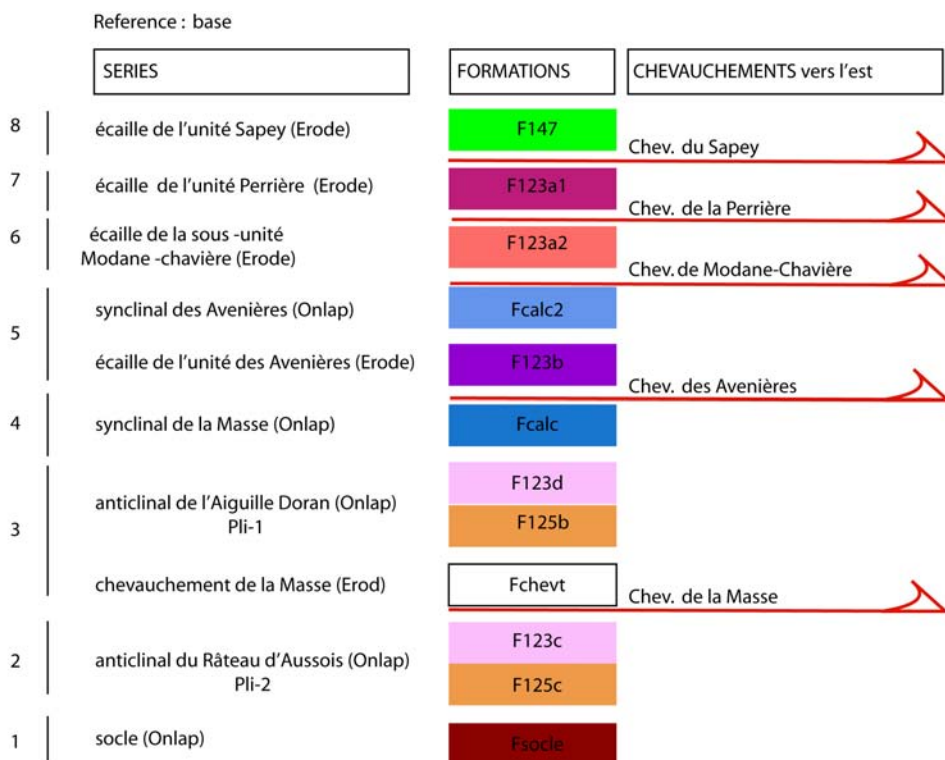 Reference : base
SERIES
FORMATIONS
CHEVAUCHEMENTS vers l'est
8
écaille de l'unité Sapey (Erode)
F147
Chev. du Sapey
7
écaille de l'unité Perrière (Erode)
F123a1
Chev. de la Perrière
6
écaille de la sous -unité
Modane -chavière (Erode)
F123a2
Chev. de Modane-Chavière
5
synclinal des Avenières (Onlap)
Fcalc2
écaille de l'unité des Avenières (Erode)
F123b
Chev. des Avenières
4
synclinal de la Masse (Onlap)
Fcalc
3
anticlinal de l'Aiguille Doran (Onlap)
Pli-1
F123d
F125b
chevauchement de la Masse (Erod)
Fchevt
Chev. de la Masse
2
anticlinal du Râteau d'Aussois (Onlap)
Pli-2
F123c
F125c
1
socle (Onlap)
Fsocle